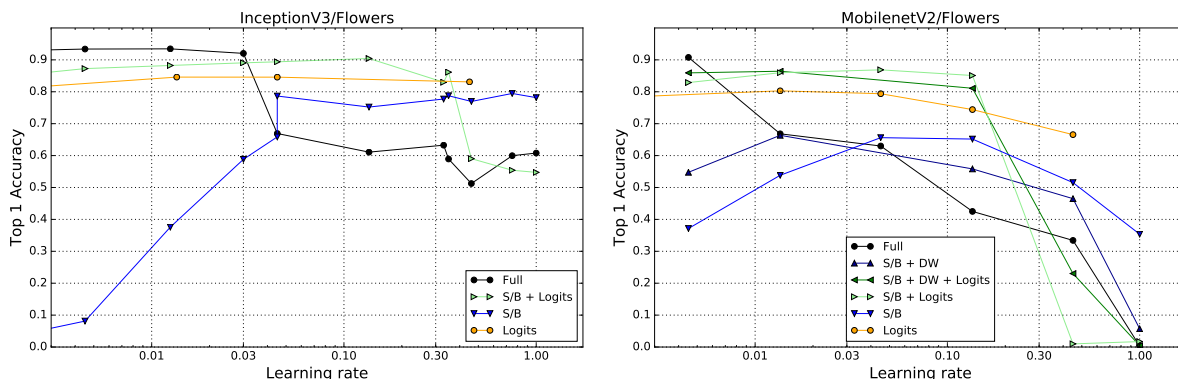 InceptionV3/Flowers
Top 1 Accuracy
0.9
0.8
0.7
0.6
0.5
0.4
0.3
0.2
0.1
0.0
0.01
0.03
0.10
0.30
1.00
Learning rate
Full
S/B + Logits
S/B
Logits
MobilenetV2/Flowers
Top 1 Accuracy
0.9
0.8
0.7
0.6
0.5
0.4
0.3
0.2
0.1
0.0
0.01
0.03
0.10
0.30
1.00
Learning rate
Full
S/B + DW
S/B + DW + Logits
S/B + Logits
S/B
Logits